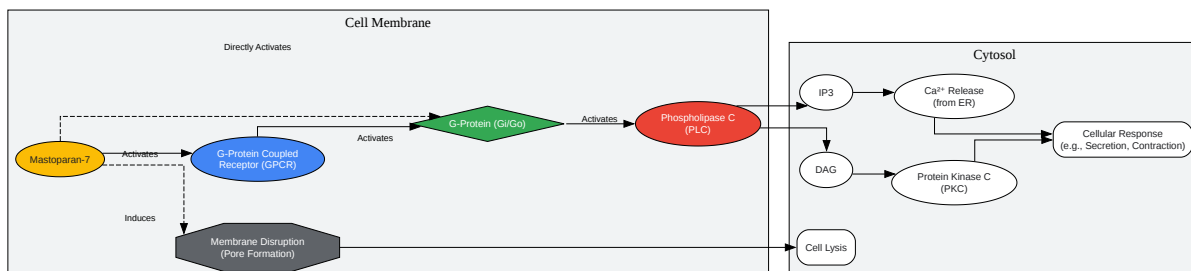 Cell Membrane
Directly Activates
Mastoparan-7
Activates
G-Protein Coupled
Receptor (GPCR)
Activates
G-Protein (Gi/Go)
Activates
Phospholipase C
(PLC)
Induces
Membrane Disruption
(Pore Formation)
Cytosol
IP3
Ca²⁺ Release
(from ER)
DAG
Protein Kinase C
(PKC)
Cellular Response
(e.g., Secretion, Contraction)
Cell Lysis